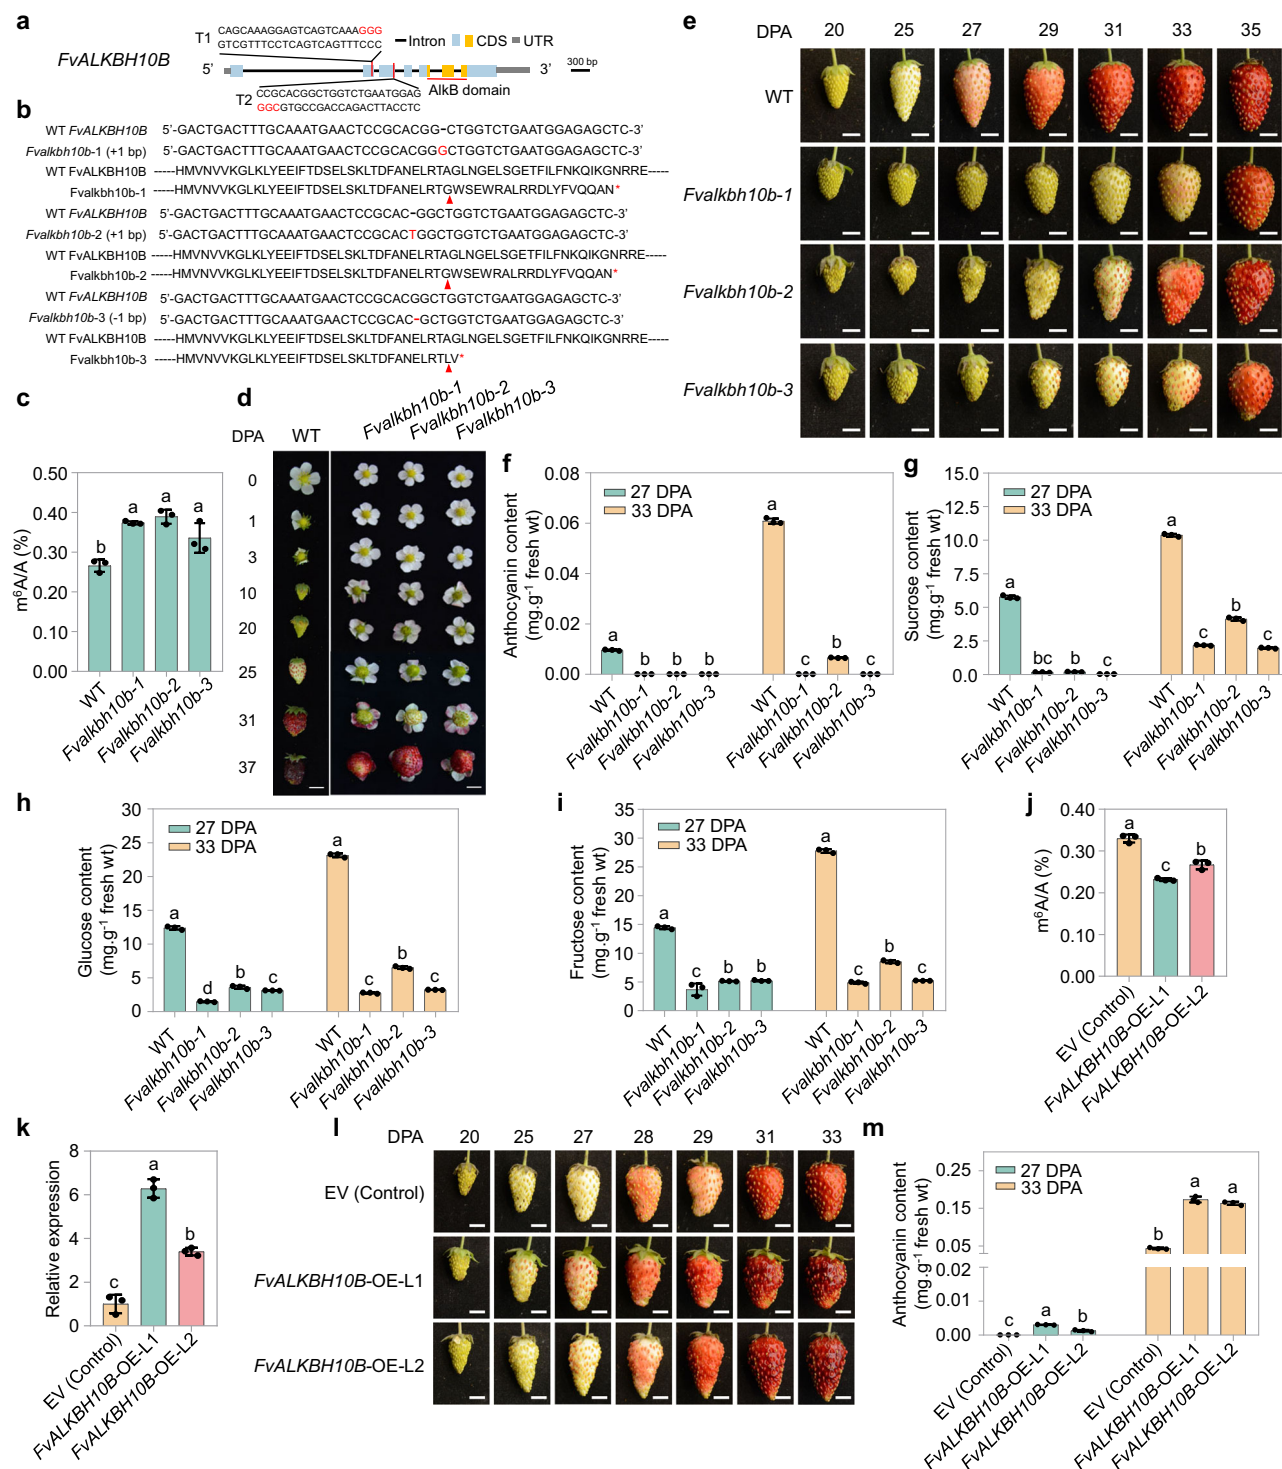 a
CAGCAAAGGAGTCAGTCAAAGGG
T1
GTCGTTTCCTCAGTCAGTTTCCC
Intron CDS UTR
FvALKBH10B
5' 3' 300 bp
CCGCACGGCTGGTCTGAATGGAG
AlkB domain
T2
GGCGTGCCGACCAGACTTACCTC
b
WT FvALKBH10B 5'-GACTGACTTTGCAAATGAACTCCGCACGG-CTGGTCTGAATGGAGAGCTC-3'
Fvalkbh10b-1 (+1 bp) 5'-GACTGACTTTGCAAATGAACTCCGCACGGGCTGGTCTGAATGGAGAGCTC-3'
WT FvALKBH10B -----HMVNVVKGLKLYEEIFTDSELSKLTDFANELRTAGLNGELSGETFILFNKQIKGNRRE-----
Fvalkbh10b-1 -----HMVNVVKGLKLYEEIFTDSELSKLTDFANELRTGWSEWRALRRDLYFVQQAN*
WT FvALKBH10B 5'-GACTGACTTTGCAAATGAACTCCGCAC-GGCTGGTCTGAATGGAGAGCTC-3'
Fvalkbh10b-2 (+1 bp) 5'-GACTGACTTTGCAAATGAACTCCGCACTGGCTGGTCTGAATGGAGAGCTC-3'
WT FvALKBH10B -----HMVNVVKGLKLYEEIFTDSELSKLTDFANELRTAGLNGELSGETFILFNKQIKGNRRE-----
Fvalkbh10b-2 -----HMVNVVKGLKLYEEIFTDSELSKLTDFANELRTGWSEWRALRRDLYFVQQAN*
WT FvALKBH10B 5'-GACTGACTTTGCAAATGAACTCCGCACGGCTGGTCTGAATGGAGAGCTC-3'
Fvalkbh10b-3 (-1 bp) 5'-GACTGACTTTGCAAATGAACTCCGCAC-GCTGGTCTGAATGGAGAGCTC-3'
WT FvALKBH10B -----HMVNVVKGLKLYEEIFTDSELSKLTDFANELRTAGLNGELSGETFILFNKQIKGNRRE-----
Fvalkbh10b-3 -----HMVNVVKGLKLYEEIFTDSELSKLTDFANELRTLV*
c
m⁶A/A (%)
0.50
0.40
0.30
0.20
0.10
0.00
b a a a
WT Fvalkbh10b-1 Fvalkbh10b-2 Fvalkbh10b-3
d
DPA WT Fvalkbh10b-1 Fvalkbh10b-2 Fvalkbh10b-3
0
1
3
10
20
25
31
37
e
DPA 20 25 27 29 31 33 35
WT
Fvalkbh10b-1
Fvalkbh10b-2
Fvalkbh10b-3
f
Anthocyanin content
(mg.g⁻¹ fresh wt)
0.08
0.06
0.04
0.02
0.00
27 DPA
33 DPA
a b b b a c b c
WT Fvalkbh10b-1 Fvalkbh10b-2 Fvalkbh10b-3 WT Fvalkbh10b-1 Fvalkbh10b-2 Fvalkbh10b-3
g
Sucrose content
(mg.g⁻¹ fresh wt)
15.0
10.0
7.5
5.0
2.5
0.0
27 DPA
33 DPA
a bc b c a c b c
WT Fvalkbh10b-1 Fvalkbh10b-2 Fvalkbh10b-3 WT Fvalkbh10b-1 Fvalkbh10b-2 Fvalkbh10b-3
h
Glucose content
(mg.g⁻¹ fresh wt)
30
25
20
15
10
5
0
27 DPA
33 DPA
a d b c a c b c
WT Fvalkbh10b-1 Fvalkbh10b-2 Fvalkbh10b-3 WT Fvalkbh10b-1 Fvalkbh10b-2 Fvalkbh10b-3
i
Fructose content
(mg.g⁻¹ fresh wt)
35
30
25
20
15
10
5
0
27 DPA
33 DPA
a c b b a c b c
WT Fvalkbh10b-1 Fvalkbh10b-2 Fvalkbh10b-3 WT Fvalkbh10b-1 Fvalkbh10b-2 Fvalkbh10b-3
j
m⁶A/A (%)
0.40
0.30
0.20
0.10
0.00
a c b
EV (Control) FvALKBH10B-OE-L1 FvALKBH10B-OE-L2
k
Relative expression
8
6
4
2
0
c a b
EV (Control) FvALKBH10B-OE-L1 FvALKBH10B-OE-L2
l
DPA 20 25 27 28 29 31 33
EV (Control)
FvALKBH10B-OE-L1
FvALKBH10B-OE-L2
m
Anthocyanin content
(mg.g⁻¹ fresh wt)
0.25
0.15
0.05
0.02
0.01
0.00
27 DPA
33 DPA
c a b b a a
EV (Control) FvALKBH10B-OE-L1 FvALKBH10B-OE-L2 EV (Control) FvALKBH10B-OE-L1 FvALKBH10B-OE-L2